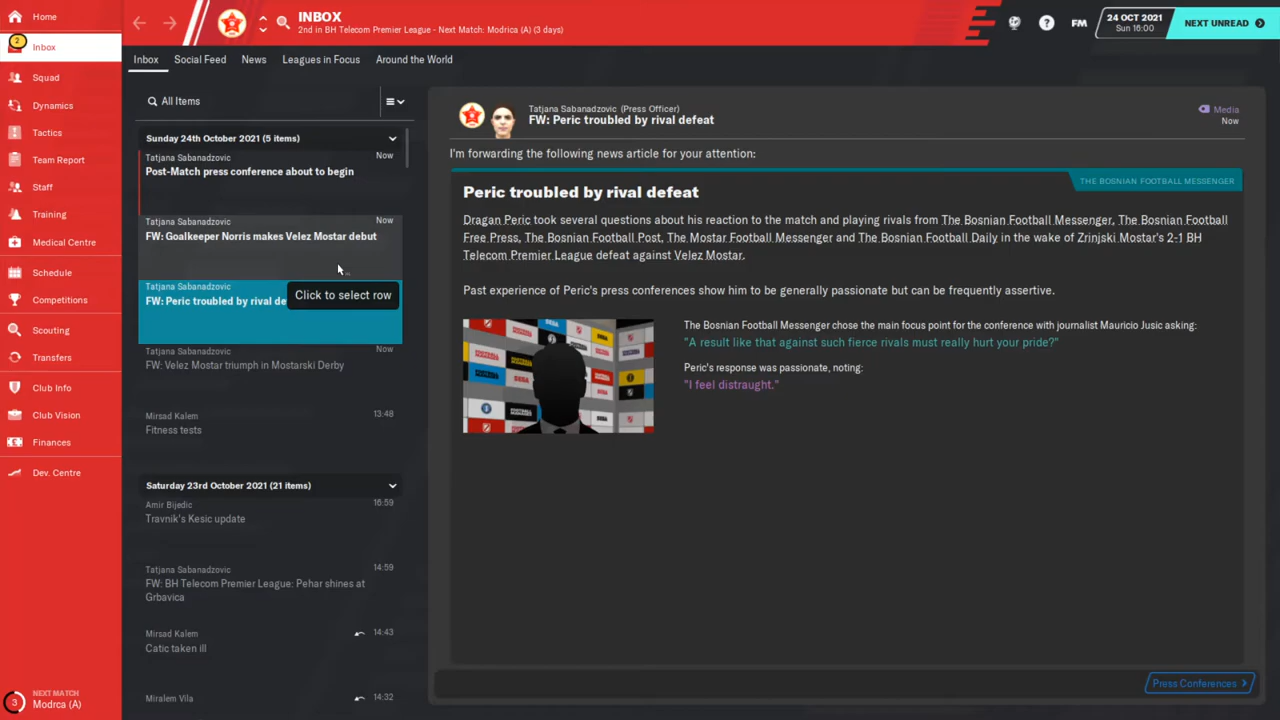 Home
2
Inbox
Squad
Dynamics
Tactics
Team Report
Staff
Training
Medical Centre
Schedule
Competitions
Scouting
Transfers
Club Info
Club Vision
Finances
Dev. Centre
3
NEXT MATCH
Modrca (A)
INBOX
2nd in BH Telecom Premier League - Next Match: Modrica (A) (3 days)
?
FM
24 OCT 2021
Sun 16:00
NEXT UNREAD
Inbox
Social Feed
News
Leagues in Focus
Around the World
All Items
Sunday 24th October 2021 (5 items)
Tatjana Sabanadzovic
Now
Post-Match press conference about to begin
Tatjana Sabanadzovic
Now
FW: Goalkeeper Norris makes Velez Mostar debut
Tatjana Sabanadzovic
FW: Peric troubled by rival de
Click to select row
Tatjana Sabanadzovic
Now
FW: Velez Mostar triumph in Mostarski Derby
Mirsad Kalem
13:48
Fitness tests
Saturday 23rd October 2021 (21 items)
Amir Bijedic
16:59
Travnik's Kesic update
Tatjana Sabanadzovic
14:59
FW: BH Telecom Premier League: Pehar shines at
Grbavica
Mirsad Kalem
14:43
Catic taken ill
Miralem Vila
14:32
Tatjana Sabanadzovic (Press Officer)
FW: Peric troubled by rival defeat
Media
Now
I'm forwarding the following news article for your attention:
THE BOSNIAN FOOTBALL MESSENGER
Peric troubled by rival defeat
Dragan Peric took several questions about his reaction to the match and playing rivals from The Bosnian Football Messenger, The Bosnian Football
Free Press, The Bosnian Football Post, The Mostar Football Messenger and The Bosnian Football Daily in the wake of Zrinjski Mostar's 2-1 BH
Telecom Premier League defeat against Velez Mostar.
Past experience of Peric's press conferences show him to be generally passionate but can be frequently assertive.
The Bosnian Football Messenger chose the main focus point for the conference with journalist Mauricio Jusic asking:
"A result like that against such fierce rivals must really hurt your pride?"
Peric's response was passionate, noting:
"I feel distraught."
Press Conferences